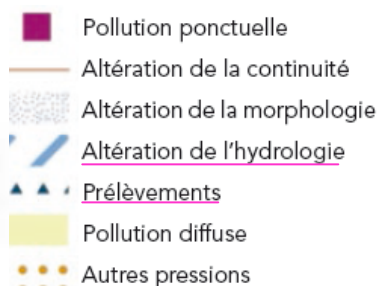 Pollution ponctuelle
Altération de la continuité
Altération de la morphologie
Altération de l'hydrologie
Prélèvements
Pollution diffuse
Autres pressions